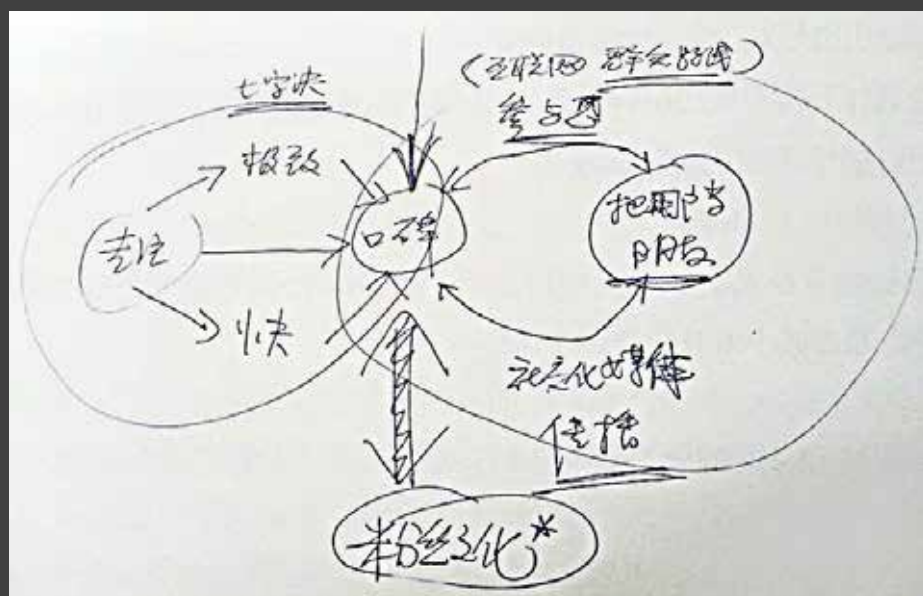 七字决
(互联网 群众路线)
参与感
极致
专注
口碑
把用户当
朋友
快
社会化媒体
传播
粉丝文化*